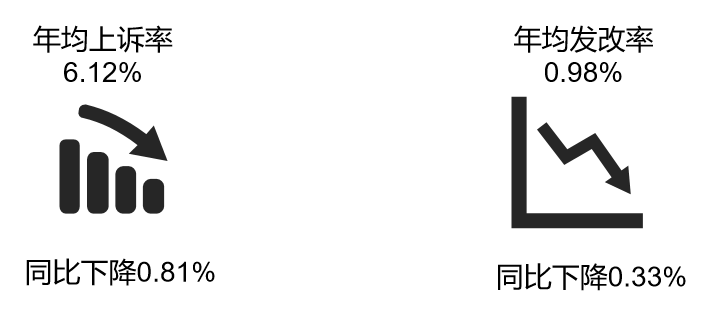 年均上诉率
6.12%
同比下降0.81%
年均发改率
0.98%
同比下降0.33%